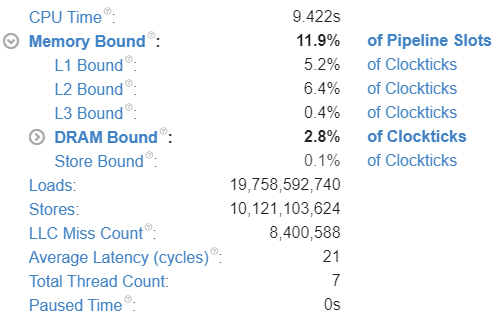 CPU Time?: 9.422s
Memory Bound?: 11.9% of Pipeline Slots
L1 Bound?: 5.2% of Clockticks
L2 Bound?: 6.4% of Clockticks
L3 Bound?: 0.4% of Clockticks
DRAM Bound?: 2.8% of Clockticks
Store Bound?: 0.1% of Clockticks
Loads: 19,758,592,740
Stores: 10,121,103,624
LLC Miss Count?: 8,400,588
Average Latency (cycles)?: 21
Total Thread Count: 7
Paused Time?: 0s